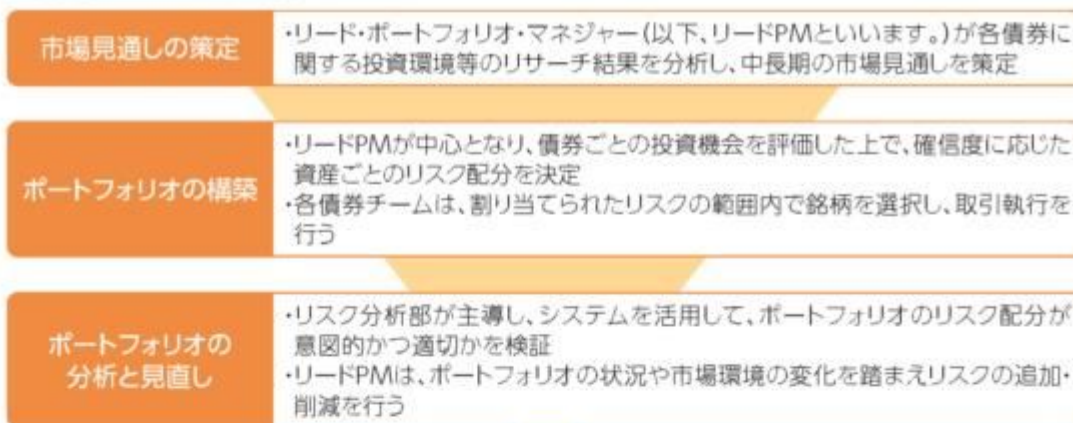 市場見通しの策定
・リード・ポートフォリオ・マネジャー(以下、リードPMといいます。)が各債券に
関する投資環境等のリサーチ結果を分析し、中長期の市場見通しを策定
ポートフォリオの構築
・リードPMが中心となり、債券ごとの投資機会を評価した上で、確信度に応じた
資産ごとのリスク配分を決定
・各債券チームは、割り当てられたリスクの範囲内で銘柄を選択し、取引執行を
行う
ポートフォリオの
分析と見直し
・リスク分析部が主導し、システムを活用して、ポートフォリオのリスク配分が
意図的かつ適切かを検証
・リードPMは、ポートフォリオの状況や市場環境の変化を踏まえリスクの追加・
削減を行う